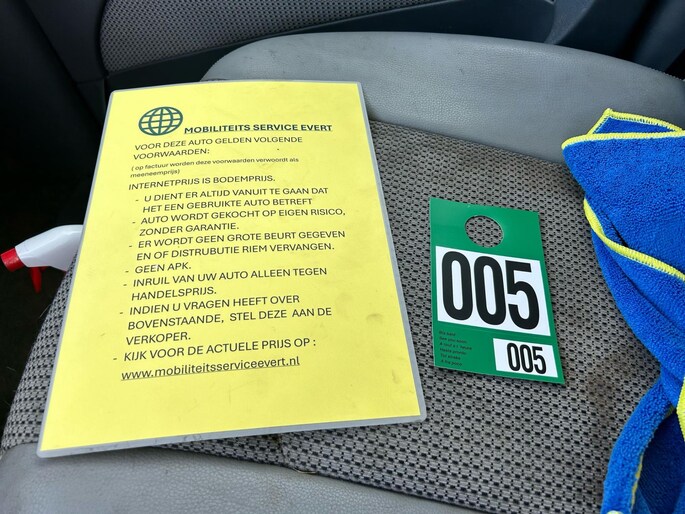 MOBILITEITS SERVICE EVERT
VOOR DEZE AUTO GELDEN VOLGENDE
VOORWAARDEN:
( op factuur worden deze voorwaarden verwoordt als
meeneemprijs)
INTERNETPRIJS IS BODEMPRIJS.
- U DIENT ER ALTIJD VANUIT TE GAAN DAT
HET EEN GEBRUIKTE AUTO BETREFT
- AUTO WORDT GEKOCHT OP EIGEN RISICO,
ZONDER GARANTIE.
- ER WORDT GEEN GROTE BEURT GEGEVEN
EN OF DISTRUBUTIE RIEM VERVANGEN.
- GEEN APK.
- INRUIL VAN UW AUTO ALLEEN TEGEN
HANDELSPRIJS.
- INDIEN U VRAGEN HEEFT OVER
BOVENSTAANDE, STEL DEZE AAN DE
VERKOPER.
- KIJK VOOR DE ACTUELE PRIJS OP :
www.mobiliteitsserviceevert.nl
005
005